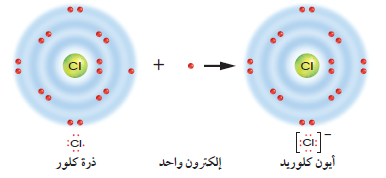 Cl + → Cl
:Cl· [:Cl:]⁻
ذرة كلور إلكترون واحد أيون كلوريد